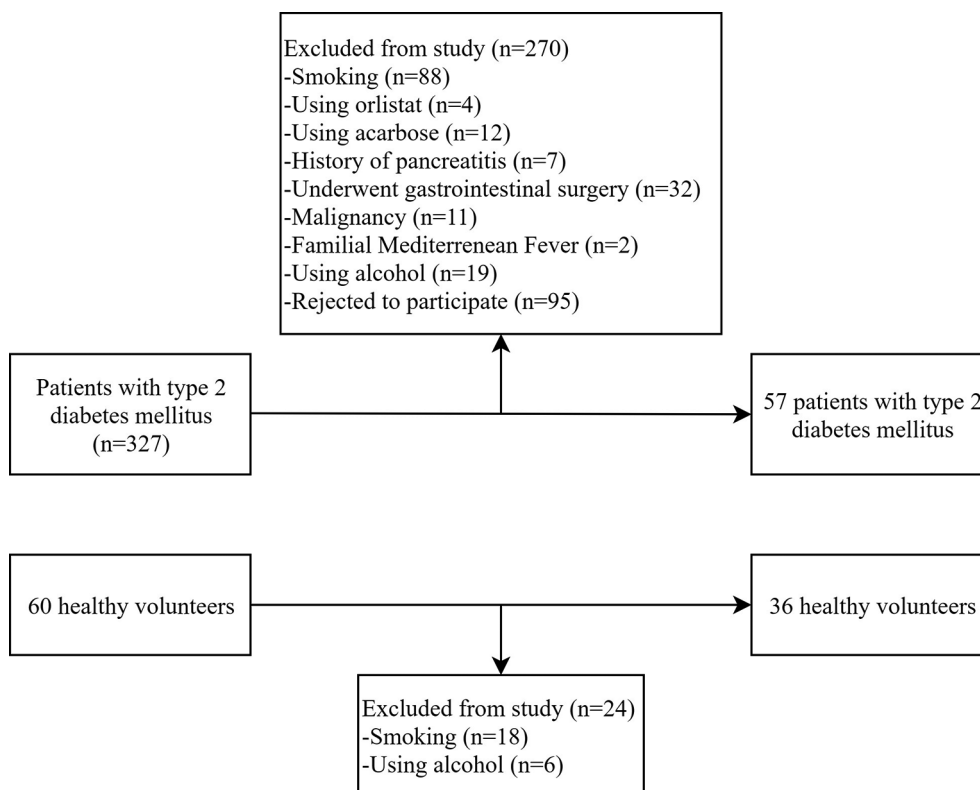 Excluded from study (n=270)
-Smoking (n=88)
-Using orlistat (n=4)
-Using acarbose (n=12)
-History of pancreatitis (n=7)
-Underwent gastrointestinal surgery (n=32)
-Malignancy (n=11)
-Familial Mediterrenean Fever (n=2)
-Using alcohol (n=19)
-Rejected to participate (n=95)
Patients with type 2
diabetes mellitus
(n=327)
57 patients with type 2
diabetes mellitus
60 healthy volunteers
36 healthy volunteers
Excluded from study (n=24)
-Smoking (n=18)
-Using alcohol (n=6)